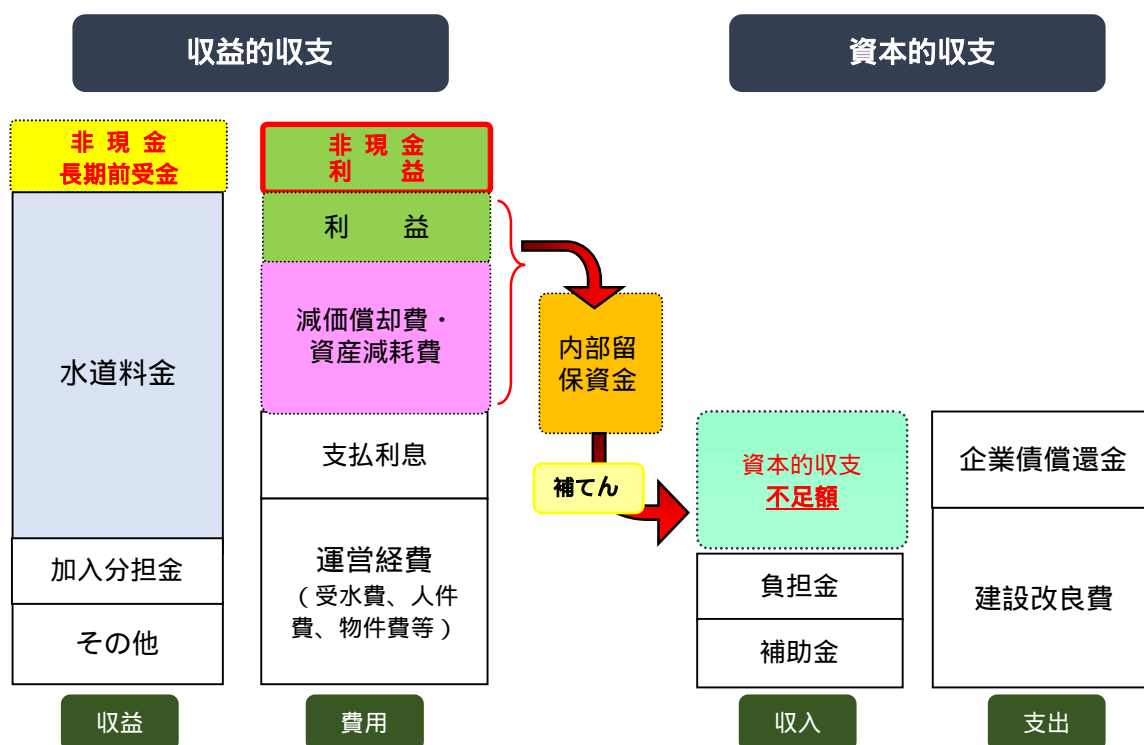 収益的収支
資本的収支
非 現 金
長期前受金
水道料金
加入分担金
その他
収益
非 現 金
利 益
利 益
減価償却費・
資産減耗費
支払利息
運営経費
（受水費、人件
費、物件費等）
費用
内部留
保資金
補てん
資本的収支
不足額
負担金
補助金
収入
企業債償還金
建設改良費
支出